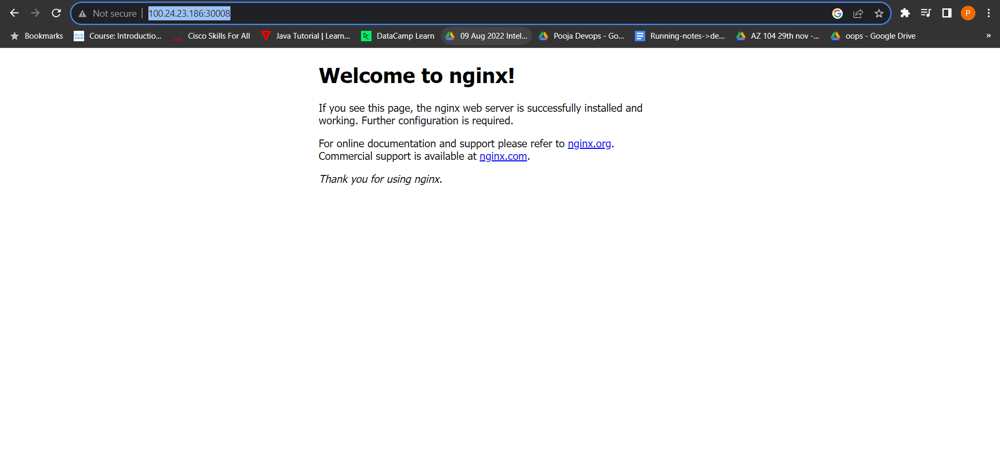 Not secure | 100.24.23.186:30008
P
Bookmarks Course: Introductio... Cisco Skills For All Java Tutorial | Learn... DataCamp Learn 09 Aug 2022 Intel... Pooja Devops - Go... Running-notes->de... AZ 104 29th nov -... oops - Google Drive »
Welcome to nginx!
If you see this page, the nginx web server is successfully installed and
working. Further configuration is required.
For online documentation and support please refer to nginx.org.
Commercial support is available at nginx.com.
Thank you for using nginx.